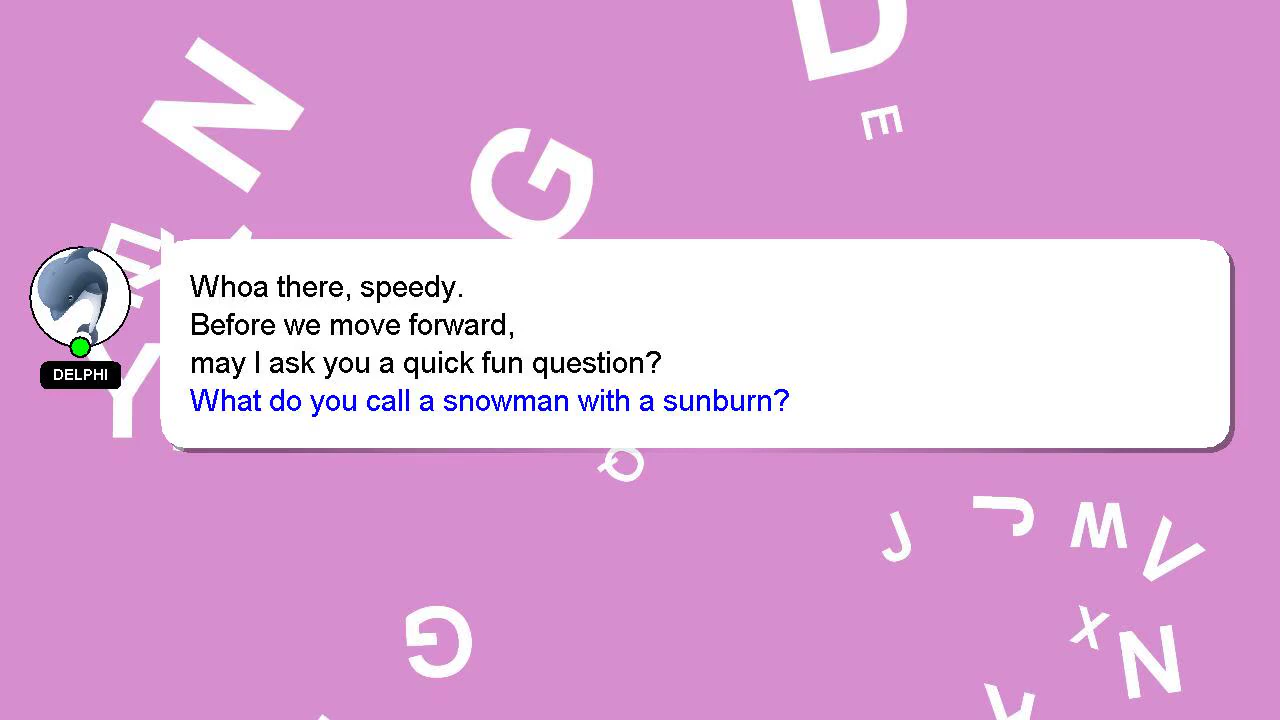 N
D
E
G
Whoa there, speedy.
Before we move forward,
may I ask you a quick fun question?
What do you call a snowman with a sunburn?
DELPHI
Y
Q
J
J
W
V
G
X
N